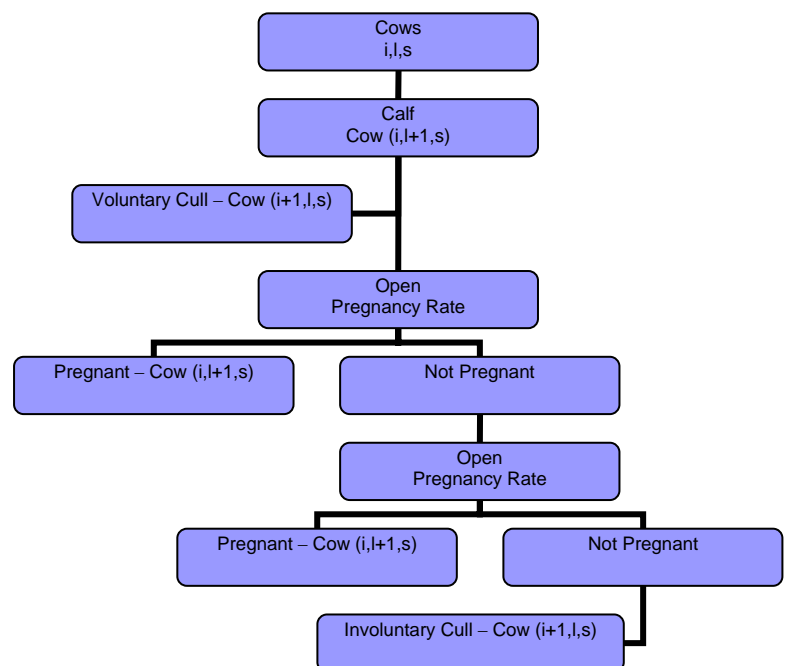 Cows
i,l,s
Calf
Cow (i,l+1,s)
Voluntary Cull – Cow (i+1,l,s)
Open
Pregnancy Rate
Pregnant – Cow (i,l+1,s)
Not Pregnant
Open
Pregnancy Rate
Pregnant – Cow (i,l+1,s)
Not Pregnant
Involuntary Cull – Cow (i+1,l,s)